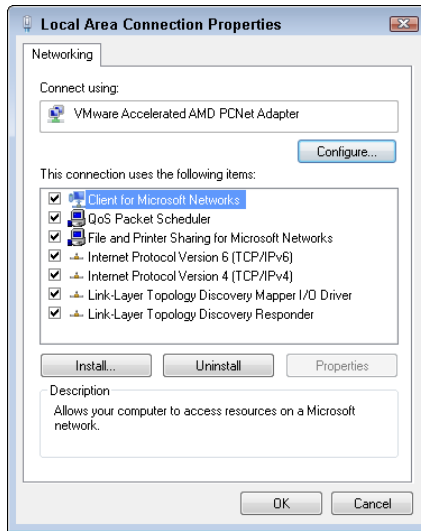 Local Area Connection Properties
Networking
Connect using:
VMware Accelerated AMD PCNet Adapter
Configure...
This connection uses the following items:
Client for Microsoft Networks
QoS Packet Scheduler
File and Printer Sharing for Microsoft Networks
Internet Protocol Version 6 (TCP/IPv6)
Internet Protocol Version 4 (TCP/IPv4)
Link-Layer Topology Discovery Mapper I/O Driver
Link-Layer Topology Discovery Responder
Install... Uninstall Properties
Description
Allows your computer to access resources on a Microsoft
network.
OK Cancel